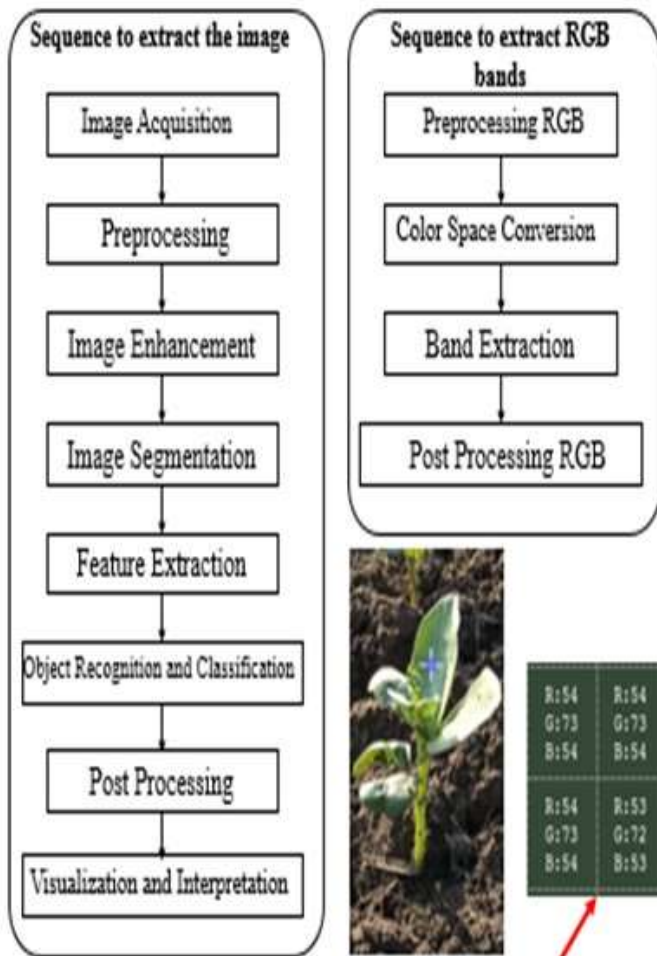 Sequence to extract the image
Image Acquisition
Preprocessing
Image Enhancement
Image Segmentation
Feature Extraction
Object Recognition and Classification
Post Processing
Visualization and Interpretation
Sequence to extract RGB
bands
Preprocessing RGB
Color Space Conversion
Band Extraction
Post Processing RGB
R:54
G:73
B:54
R:54
G:73
B:54
R:54
G:73
B:54
R:53
G:72
B:53